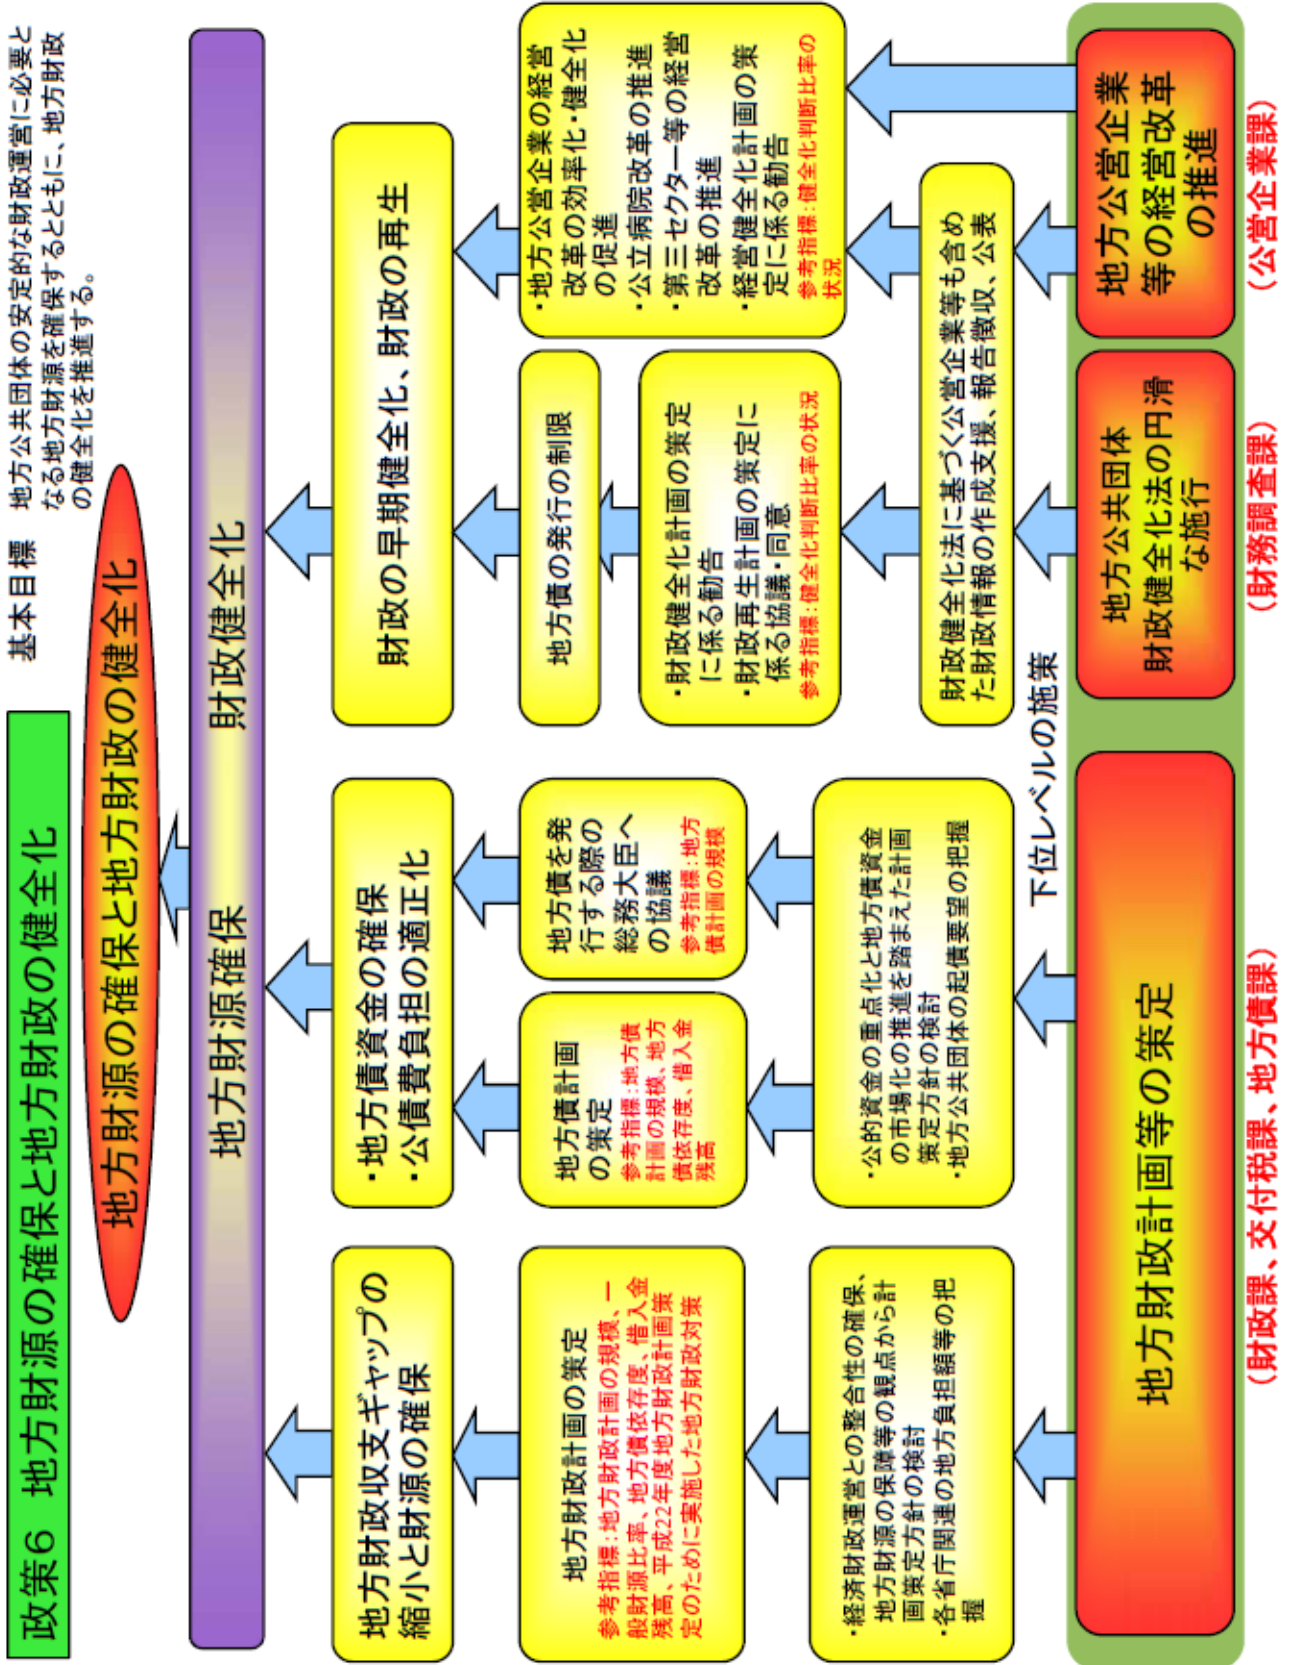 政策6　地方財源の確保と地方財政の健全化
基本目標　地方公共団体の安定的な財政運営に必要と
なる地方財源を確保するとともに、地方財政
の健全化を推進する。
地方財源の確保と地方財政の健全化
地方財源確保
財政健全化
地方財政収支ギャップの
縮小と財源の確保
・地方債資金の確保
・公債費負担の適正化
財政の早期健全化、財政の再生
地方財政計画の策定
参考指標：地方財政計画の規模、一
般財源比率、地方債依存度、借入金
残高、平成22年度地方財政計画策
定のために実施した地方財政対策
地方債計画
の策定
参考指標：地方債
計画の規模、地方
債依存度、借入金
残高
地方債を発
行する際の
総務大臣へ
の協議
参考指標：地方
債計画の規模
地方債の発行の制限
・財政健全化計画の策定
に係る勧告
・財政再生計画の策定に
係る協議・同意
参考指標：健全化判断比率の状況
・地方公営企業の経営
改革の効率化・健全化
の促進
・公立病院改革の推進
・第三セクター等の経営
改革の推進
・経営健全化計画の策
定に係る勧告
参考指標：健全化判断比率の
状況
・経済財政運営との整合性の確保、
地方財源の保障等の観点から計
画策定方針の検討
・各省庁関連の地方負担額等の把
握
・公的資金の重点化と地方債資金
の市場化の推進を踏まえた計画
策定方針の検討
・地方公共団体の起債要望の把握
財政健全化法に基づく公営企業等も含め
た財政情報の作成支援、報告徴収、公表
下位レベルの施策
地方財政計画等の策定
地方公共団体
財政健全化法の円滑
な施行
地方公営企業
等の経営改革
の推進
（財政課、交付税課、地方債課）
（財務調査課）
（公営企業課）